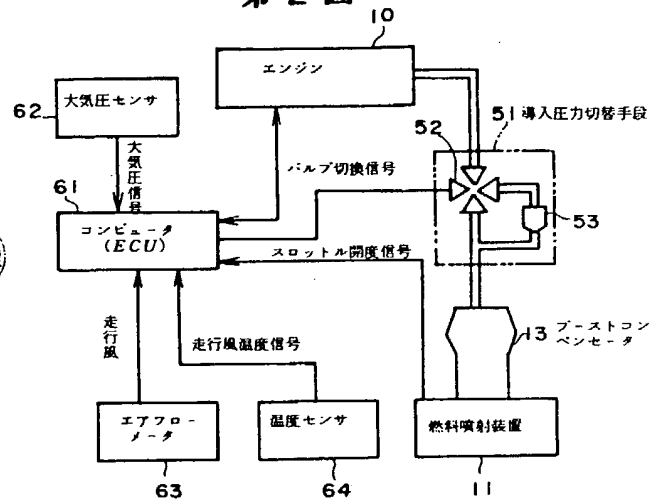 第2図
10
エンジン
大気圧センサ
62
大気圧信号
51 導入圧力切替手段
52
53
バルブ切換信号
61
コンピュータ
(ECU)
スロットル開度信号
走行風
走行風温度信号
13 ブーストコン
ペンセータ
エアフロー
メータ
63
温度センサ
64
燃料噴射装置
11